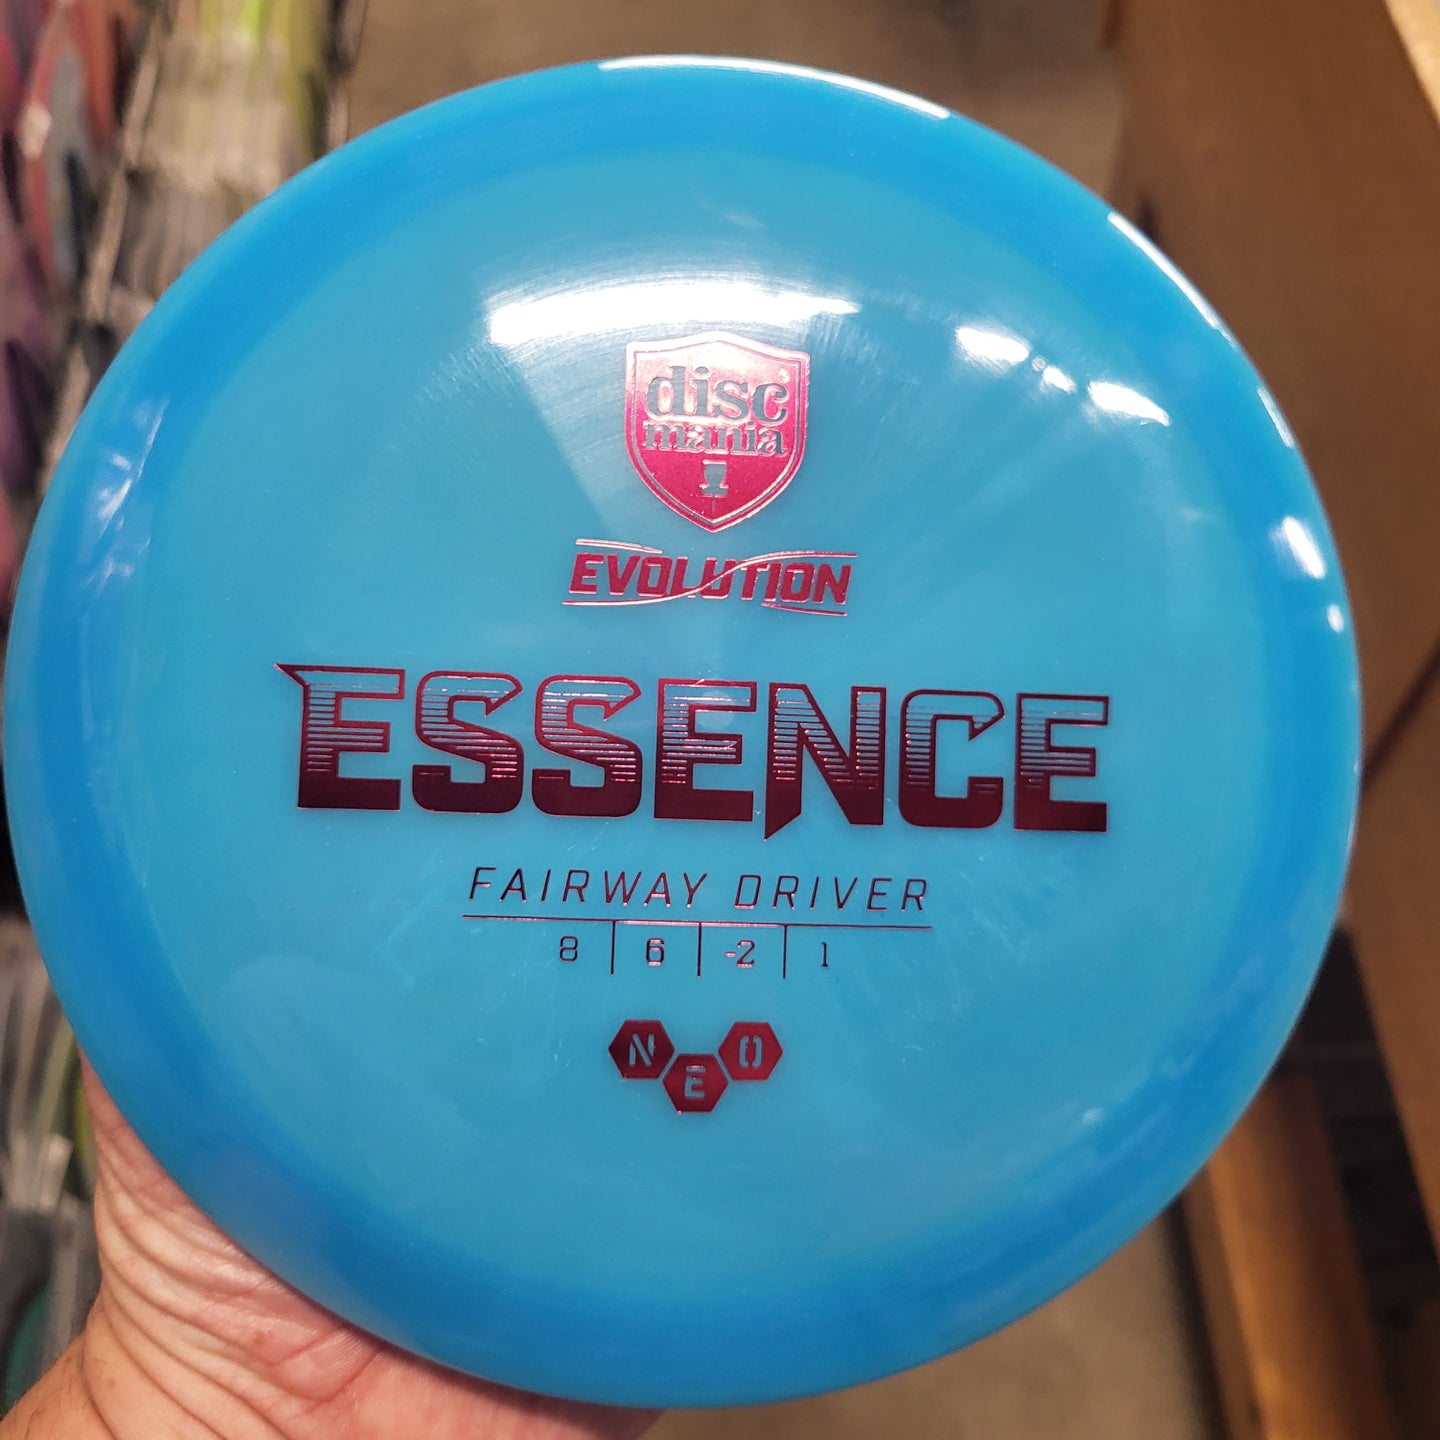 disc
mania
EVOLUTION
ESSENCE
FAIRWAY DRIVER
8 6 -2 1
NEO